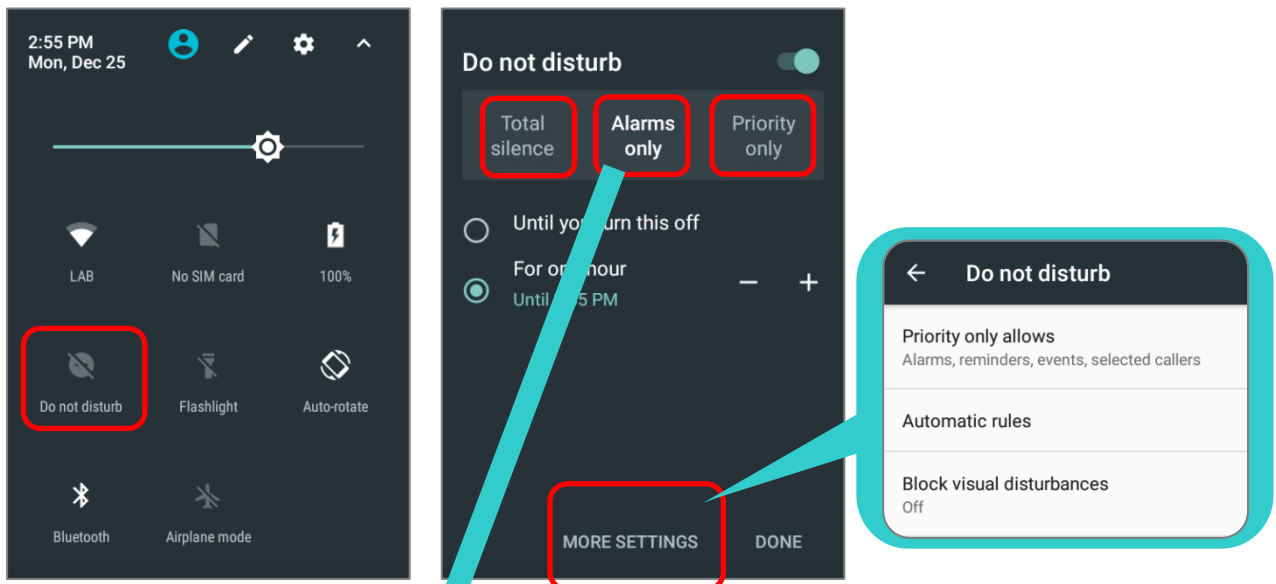 2:55 PM
Mon, Dec 25
LAB
No SIM card
100%
Do not disturb
Flashlight
Auto-rotate
Bluetooth
Airplane mode
Do not disturb
Total
silence
Alarms
only
Priority
only
Until you turn this off
For one hour
Until 5 PM
MORE SETTINGS
DONE
Do not disturb
Priority only allows
Alarms, reminders, events, selected callers
Automatic rules
Block visual disturbances
Off